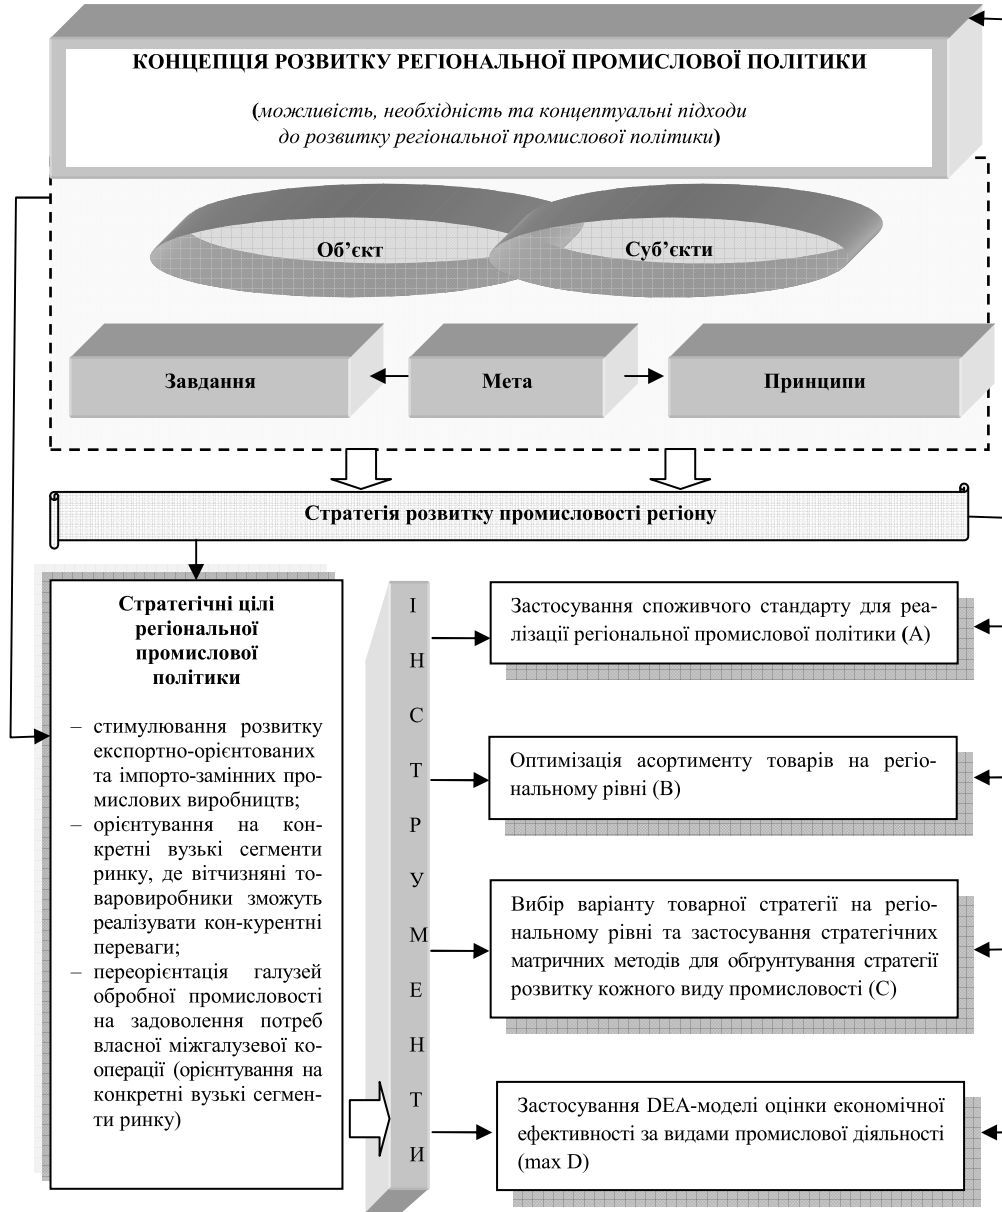 КОНЦЕПЦІЯ РОЗВИТКУ РЕГІОНАЛЬНОЇ ПРОМИСЛОВОЇ ПОЛІТИКИ
(можливість, необхідність та концептуальні підходи
до розвитку регіональної промислової політики)
Об’єкт
Суб’єкти
Завдання
Мета
Принципи
Стратегія розвитку промисловості регіону
Стратегічні цілі
регіональної
промислової
політики
– стимулювання розвитку
експортно-орієнтованих
та імпорто-замінних про-
мислових виробництв;
– орієнтування на кон-
кретні вузькі сегменти
ринку, де вітчизняні то-
варовиробники зможуть
реалізувати кон-курентні
переваги;
– переорієнтація галузей
обробної промисловості
на задоволення потреб
власної міжгалузевої ко-
операції (орієнтування на
конкретні вузькі сегмен-
ти ринку)
І
Н
С
Т
Р
У
М
Е
Н
Т
И
Застосування споживчого стандарту для реа-
лізації регіональної промислової політики (А)
Оптимізація асортименту товарів на регіо-
нальному рівні (В)
Вибір варіанту товарної стратегії на регіо-
нальному рівні та застосування стратегічних
матричних методів для обґрунтування стратегії
розвитку кожного виду промисловості (С)
Застосування DEA-моделі оцінки економічної
ефективності за видами промислової діяльності
(max D)